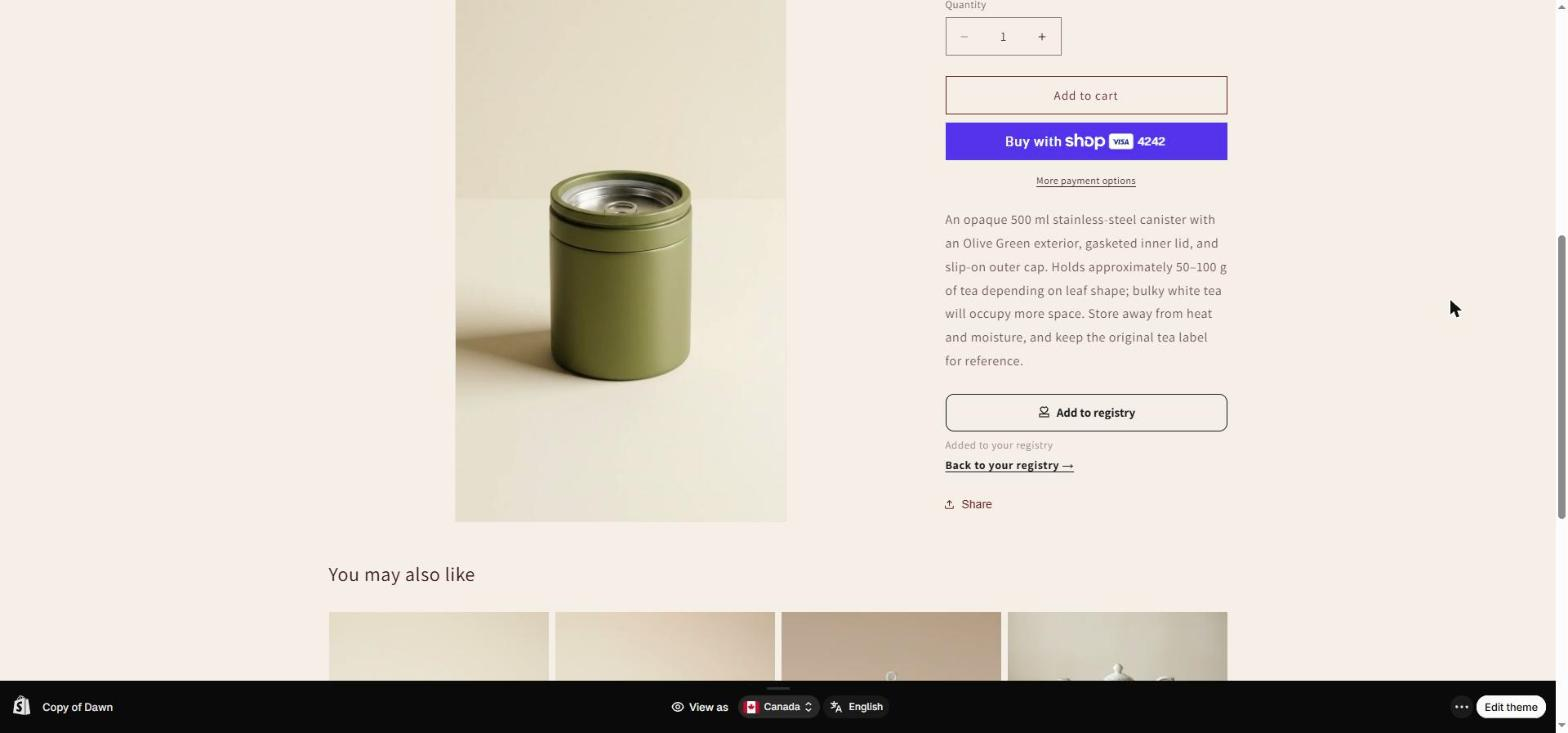 Quantity
− 1 +
Add to cart
Buy with shop VISA 4242
More payment options
An opaque 500 ml stainless-steel canister with
an Olive Green exterior, gasketed inner lid, and
slip-on outer cap. Holds approximately 50–100 g
of tea depending on leaf shape; bulky white tea
will occupy more space. Store away from heat
and moisture, and keep the original tea label
for reference.
Add to registry
Added to your registry
Back to your registry →
Share
You may also like
Copy of Dawn
View as
Canada
English
Edit theme